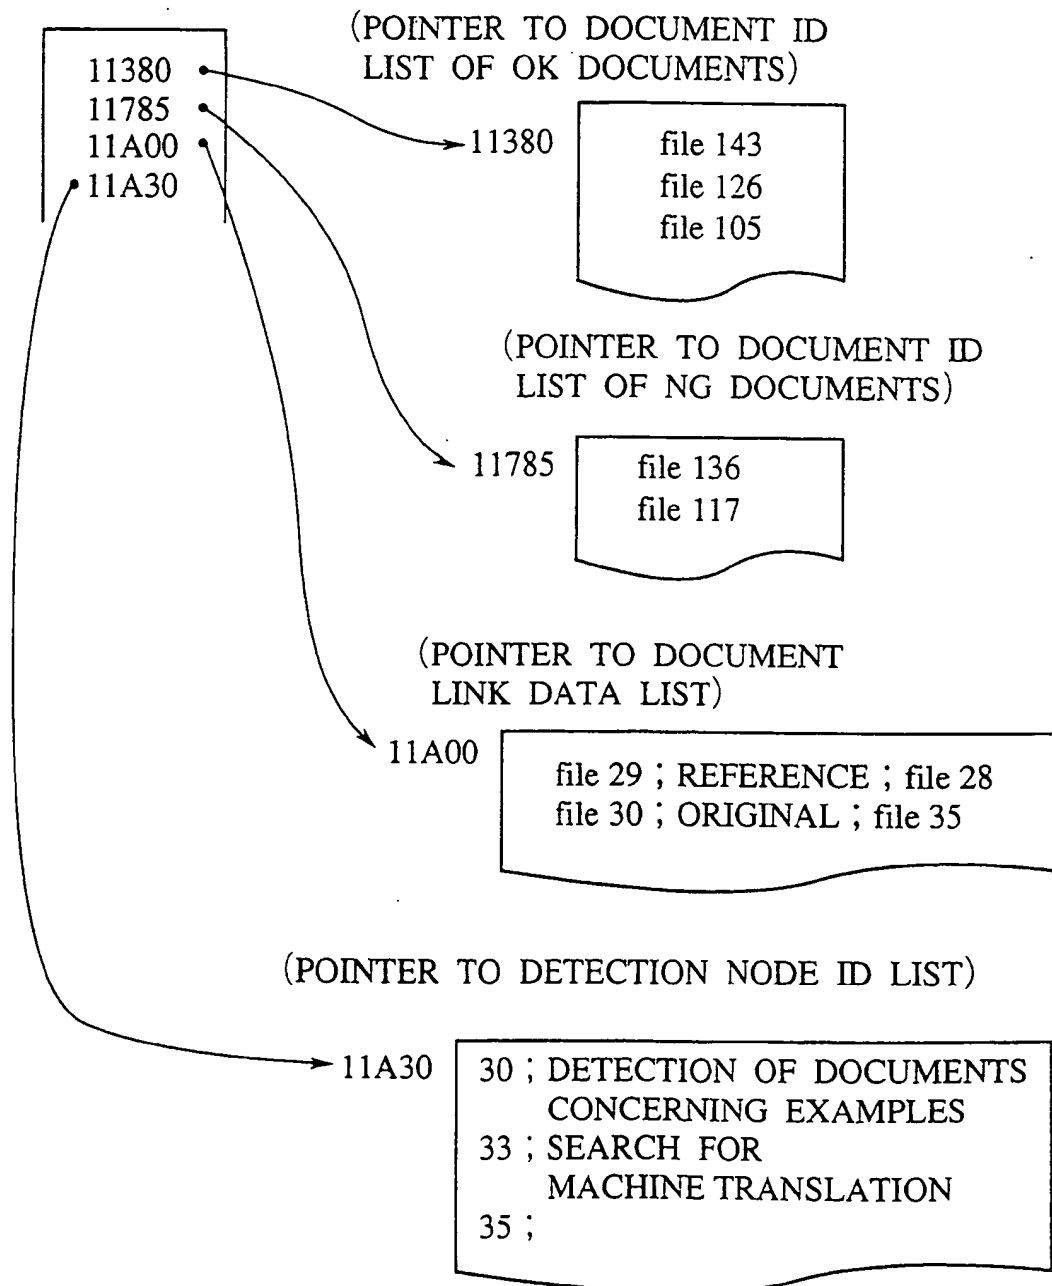 11380
11785
11A00
11A30
(POINTER TO DOCUMENT ID
LIST OF OK DOCUMENTS)
11380
file 143
file 126
file 105
(POINTER TO DOCUMENT ID
LIST OF NG DOCUMENTS)
11785
file 136
file 117
(POINTER TO DOCUMENT
LINK DATA LIST)
11A00
file 29 ; REFERENCE ; file 28
file 30 ; ORIGINAL ; file 35
(POINTER TO DETECTION NODE ID LIST)
11A30
30 ; DETECTION OF DOCUMENTS
CONCERNING EXAMPLES
33 ; SEARCH FOR
MACHINE TRANSLATION
35 ;